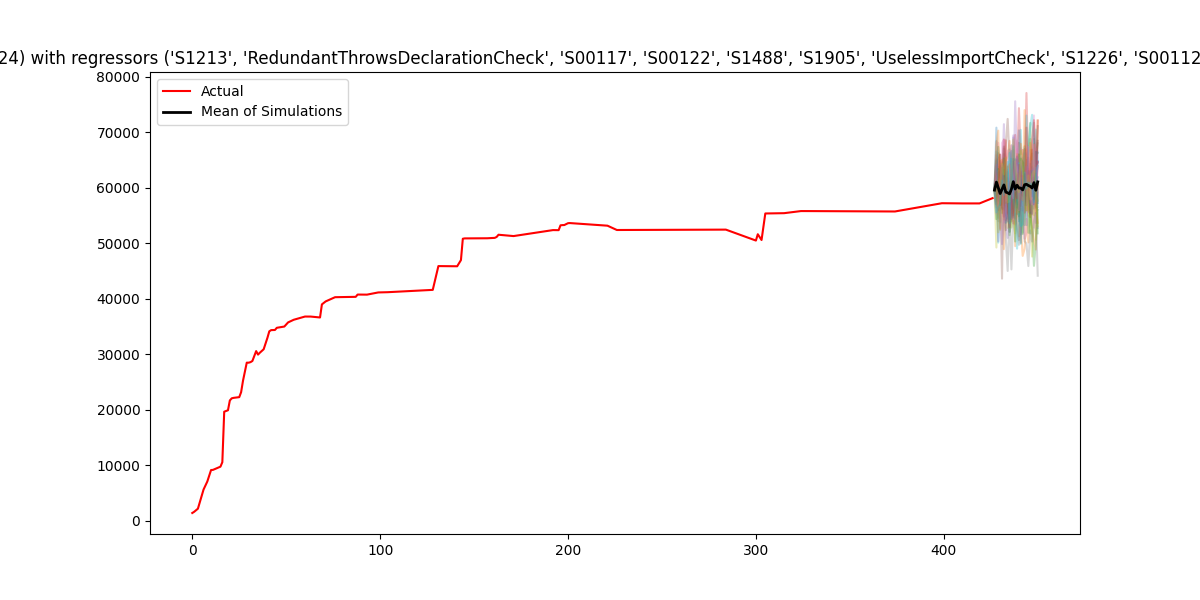 24) with regressors ('S1213', 'RedundantThrowsDeclarationCheck', 'S00117', 'S00122', 'S1488', 'S1905', 'UselessImportCheck', 'S1226', 'S00112
80000
70000
60000
50000
40000
30000
20000
10000
0
Actual
Mean of Simulations
0 100 200 300 400